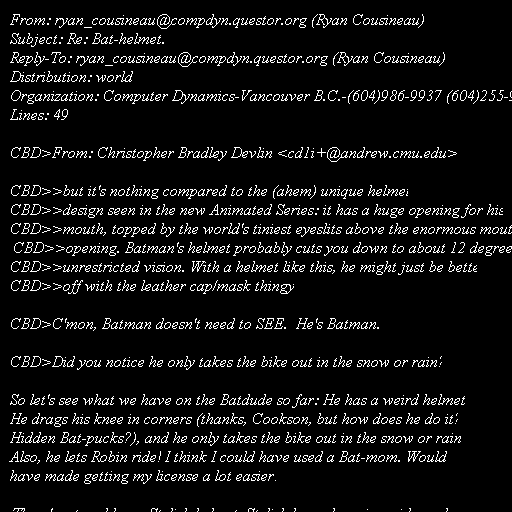 From: ryan_cousineau@compdyn.questor.org (Ryan Cousineau)
Subject: Re: Bat-helmet.
Reply-To: ryan_cousineau@compdyn.questor.org (Ryan Cousineau)
Distribution: world
Organization: Computer Dynamics-Vancouver B.C.-(604)986-9937 (604)255-9
Lines: 49

CBD>From: Christopher Bradley Devlin <cd1i+@andrew.cmu.edu>

CBD>>but it's nothing compared to the (ahem) unique helmet
CBD>>design seen in the new Animated Series: it has a huge opening for his
CBD>>mouth, topped by the world's tiniest eyeslits above the enormous mout
CBD>>opening. Batman's helmet probably cuts you down to about 12 degree
CBD>>unrestricted vision. With a helmet like this, he might just be bette
CBD>>off with the leather cap/mask thingy

CBD>C'mon, Batman doesn't need to SEE.  He's Batman.

CBD>Did you notice he only takes the bike out in the snow or rain?

So let's see what we have on the Batdude so far: He has a weird helmet
He drags his knee in corners (thanks, Cookson, but how does he do it?
Hidden Bat-pucks?), and he only takes the bike out in the snow or rain
Also, he lets Robin ride! I think I could have used a Bat-mom. Would
have made getting my license a lot easier.